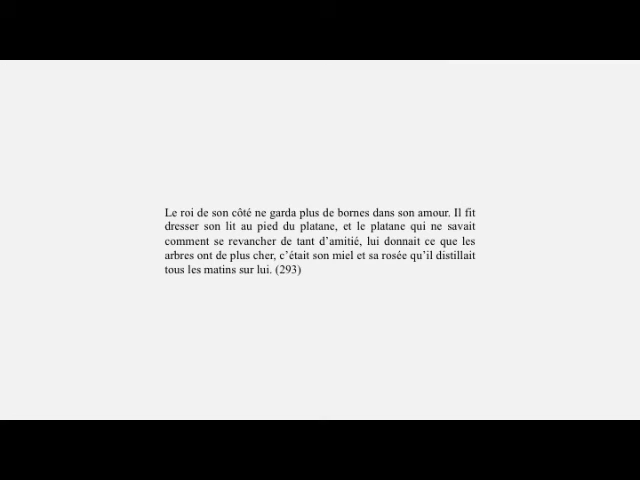 Le roi de son côté ne garda plus de bornes dans son amour. Il fit
dresser son lit au pied du platane, et le platane qui ne savait
comment se revancher de tant d’amitié, lui donnait ce que les
arbres ont de plus cher, c’était son miel et sa rosée qu’il distillait
tous les matins sur lui. (293)